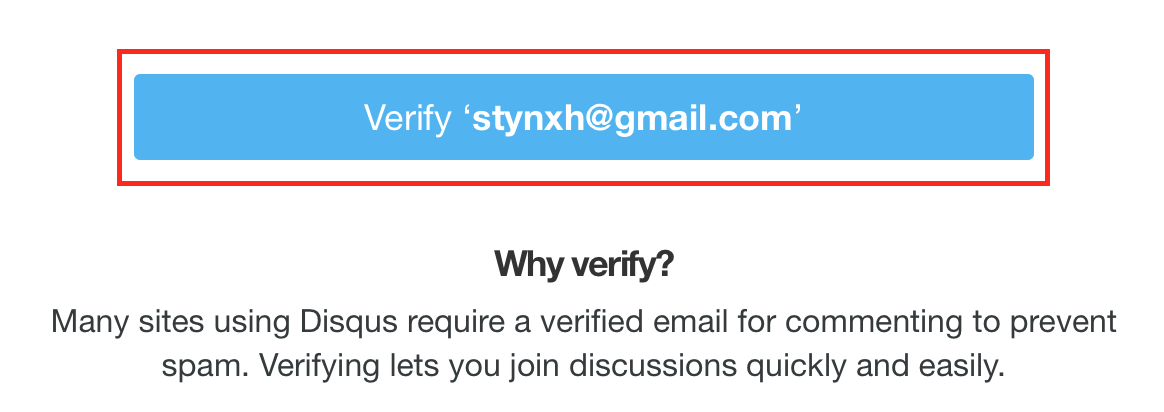 Verify ‘stynxh@gmail.com’
Why verify?
Many sites using Disqus require a verified email for commenting to prevent
spam. Verifying lets you join discussions quickly and easily.